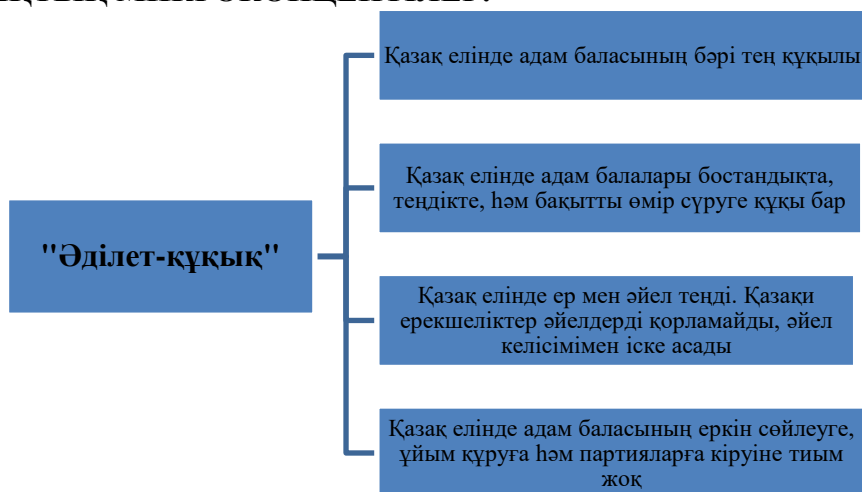 Қазақ елінде адам баласының бәрі тең құқылы
Қазақ елінде адам балалары бостандықта,
теңдікте, һәм бақытты өмір сүруге құқы бар
"Әділет-құқық"
Қазақ елінде ер мен әйел теңді. Қазақи
ерекшеліктер әйелдерді қорламайды, әйел
келісімімен іске асады
Қазақ елінде адам баласының еркін сөйлеуге,
ұйым құруға һәм партияларға кіруіне тиым
жоқ